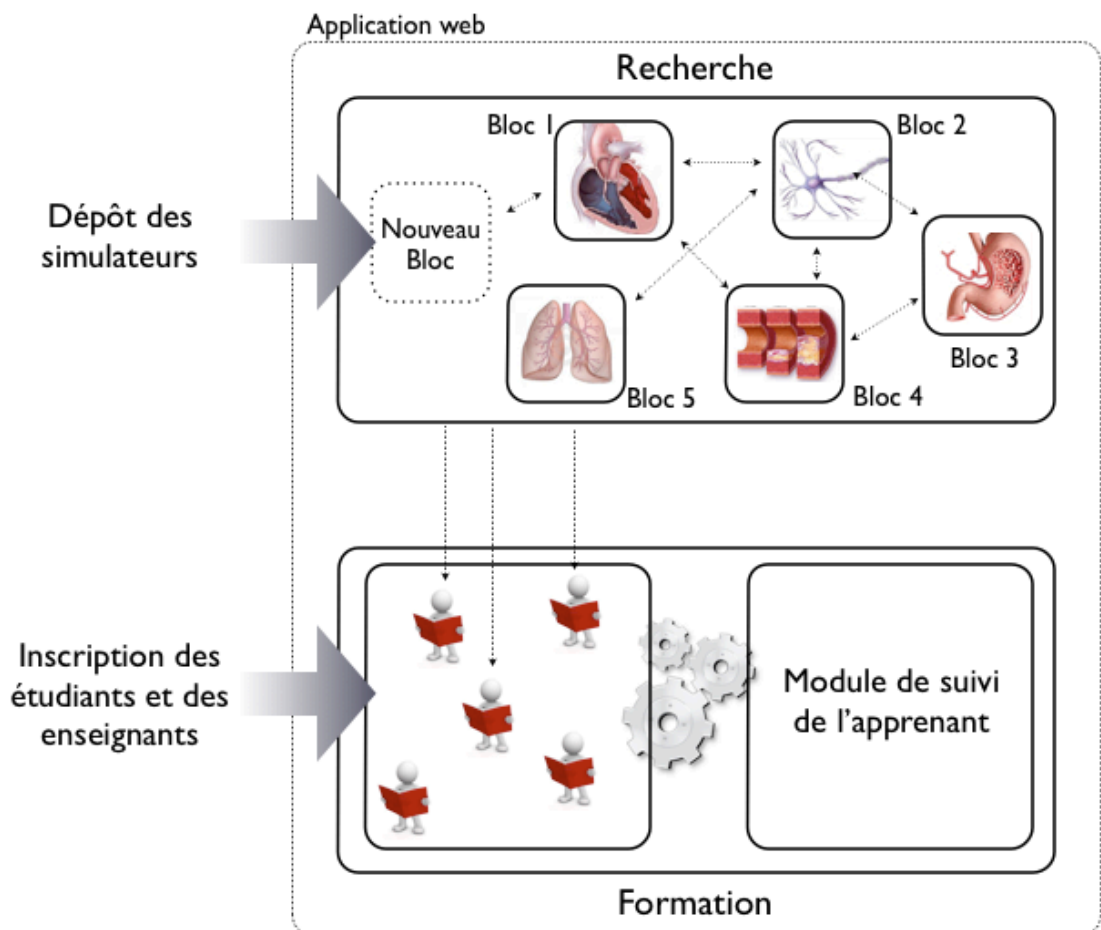 Application web
Recherche
Bloc 1
Bloc 2
Dépôt des
simulateurs
Nouveau
Bloc
Bloc 3
Bloc 5
Bloc 4
Inscription des
étudiants et des
enseignants
Module de suivi
de l'apprenant
Formation